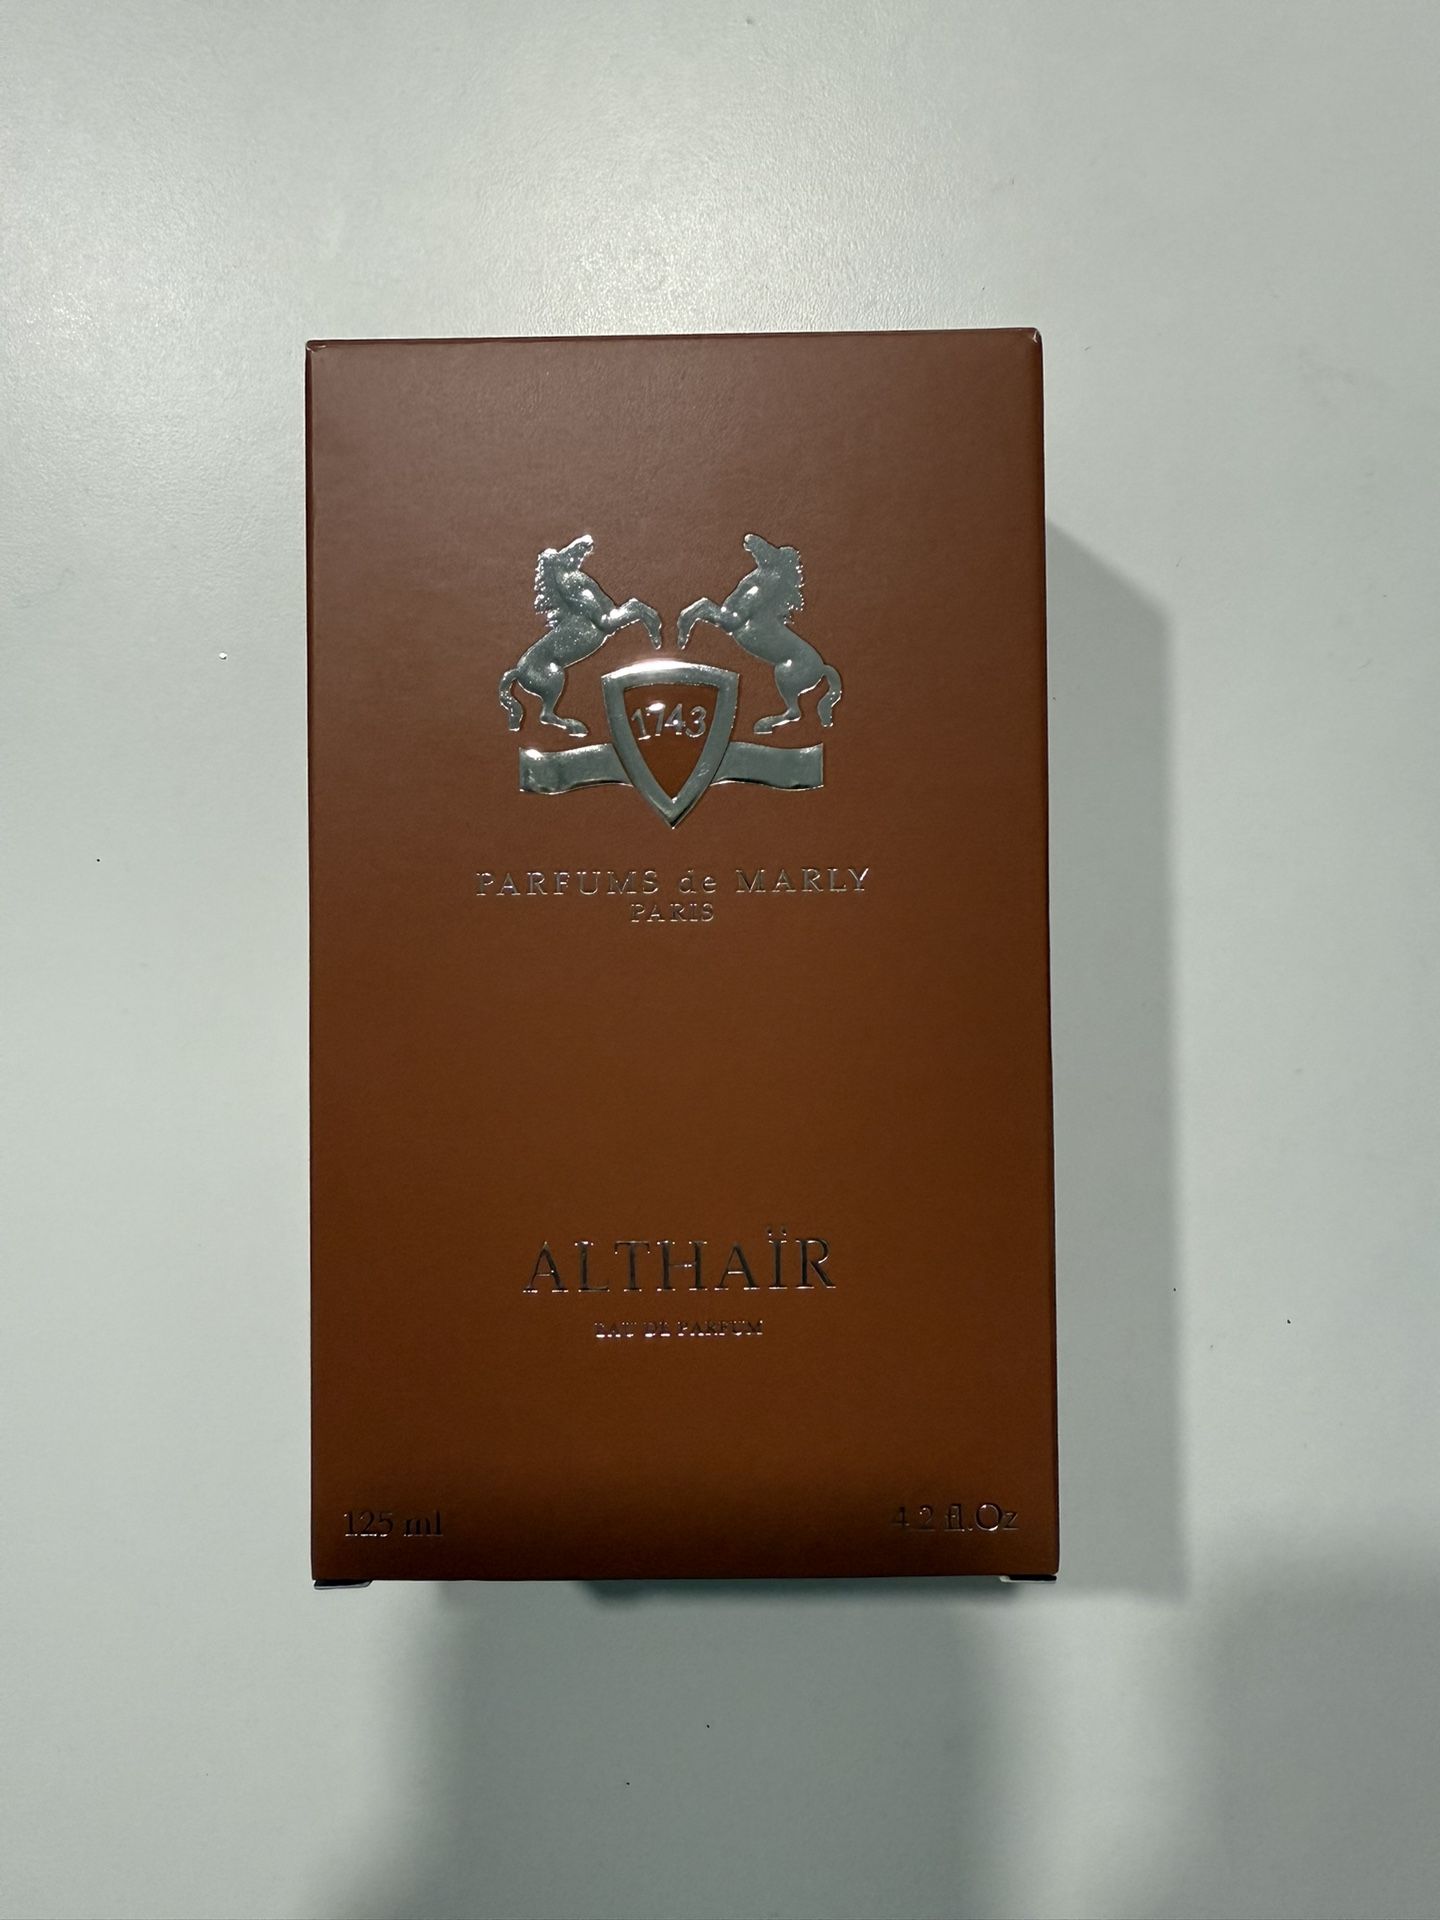 1743
PARFUMS de MARLY
PARIS
ALTHAÏR
EAU DE PARFUM
125 ml
4.2 fl.Oz